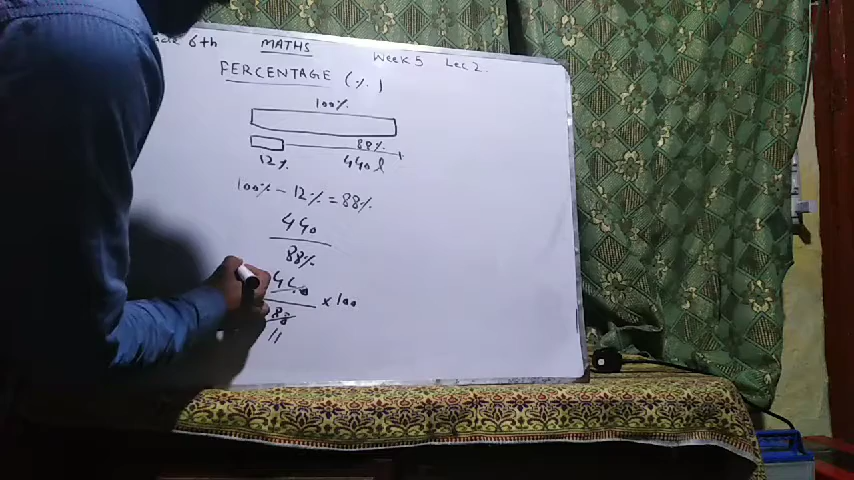 6th MATHS Week 5 Lec 2.
PERCENTAGE (%)
100%
88%
12% 440 l
100% - 12% = 88%
440
88%
440 × 100
88
11